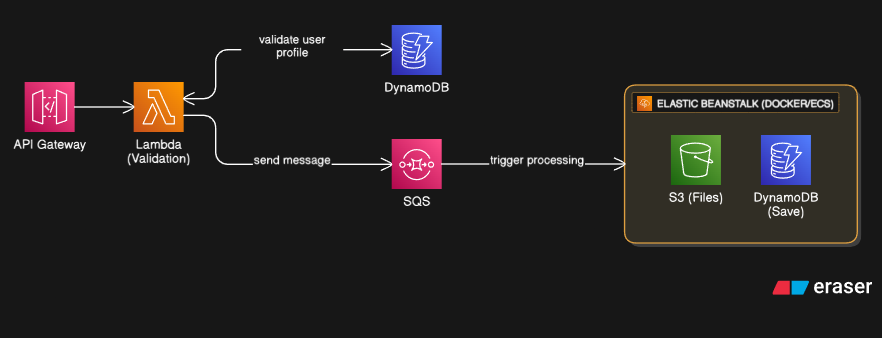 validate user
profile
DynamoDB
API Gateway
Lambda
(Validation)
send message
SQS
trigger processing
ELASTIC BEANSTALK (DOCKER/ECS)
S3 (Files)
DynamoDB
(Save)
eraser